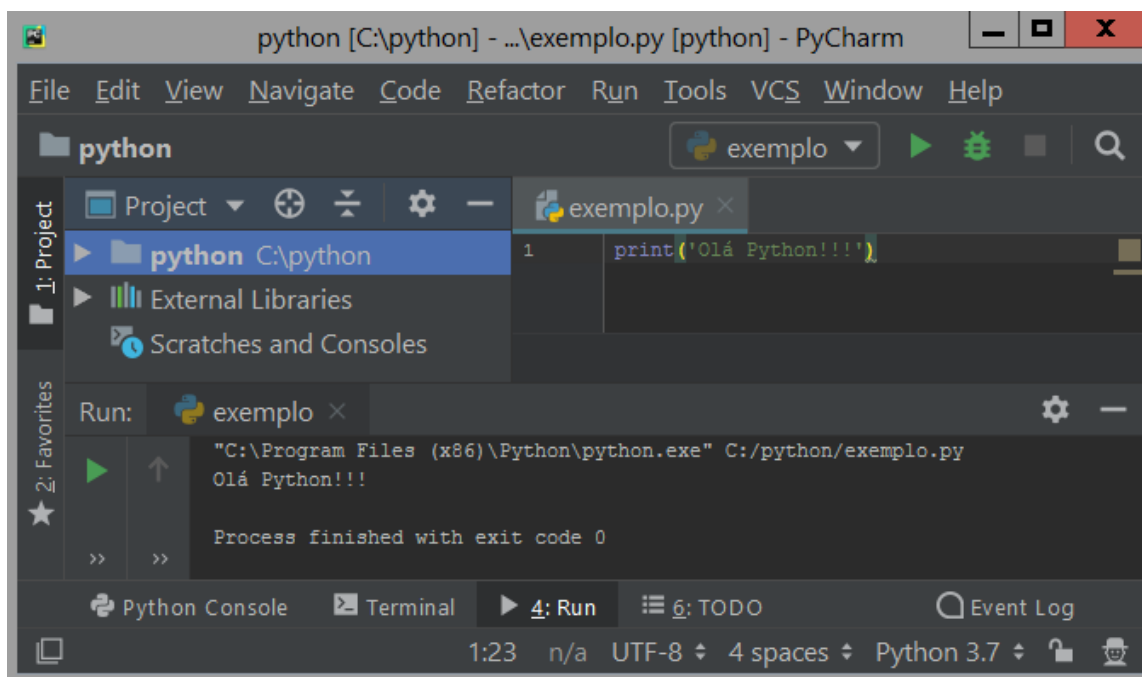 python [C:\python] - ...\exemplo.py [python] - PyCharm
File Edit View Navigate Code Refactor Run Tools VCS Window Help
python
exemplo
1: Project
Project
exemplo.py
python C:\python
1 print('Olá Python!!!')
External Libraries
Scratches and Consoles
2: Favorites
Run: exemplo
"C:\Program Files (x86)\Python\python.exe" C:/python/exemplo.py
Olá Python!!!
Process finished with exit code 0
Python Console Terminal 4: Run 6: TODO Event Log
1:23 n/a UTF-8 4 spaces Python 3.7